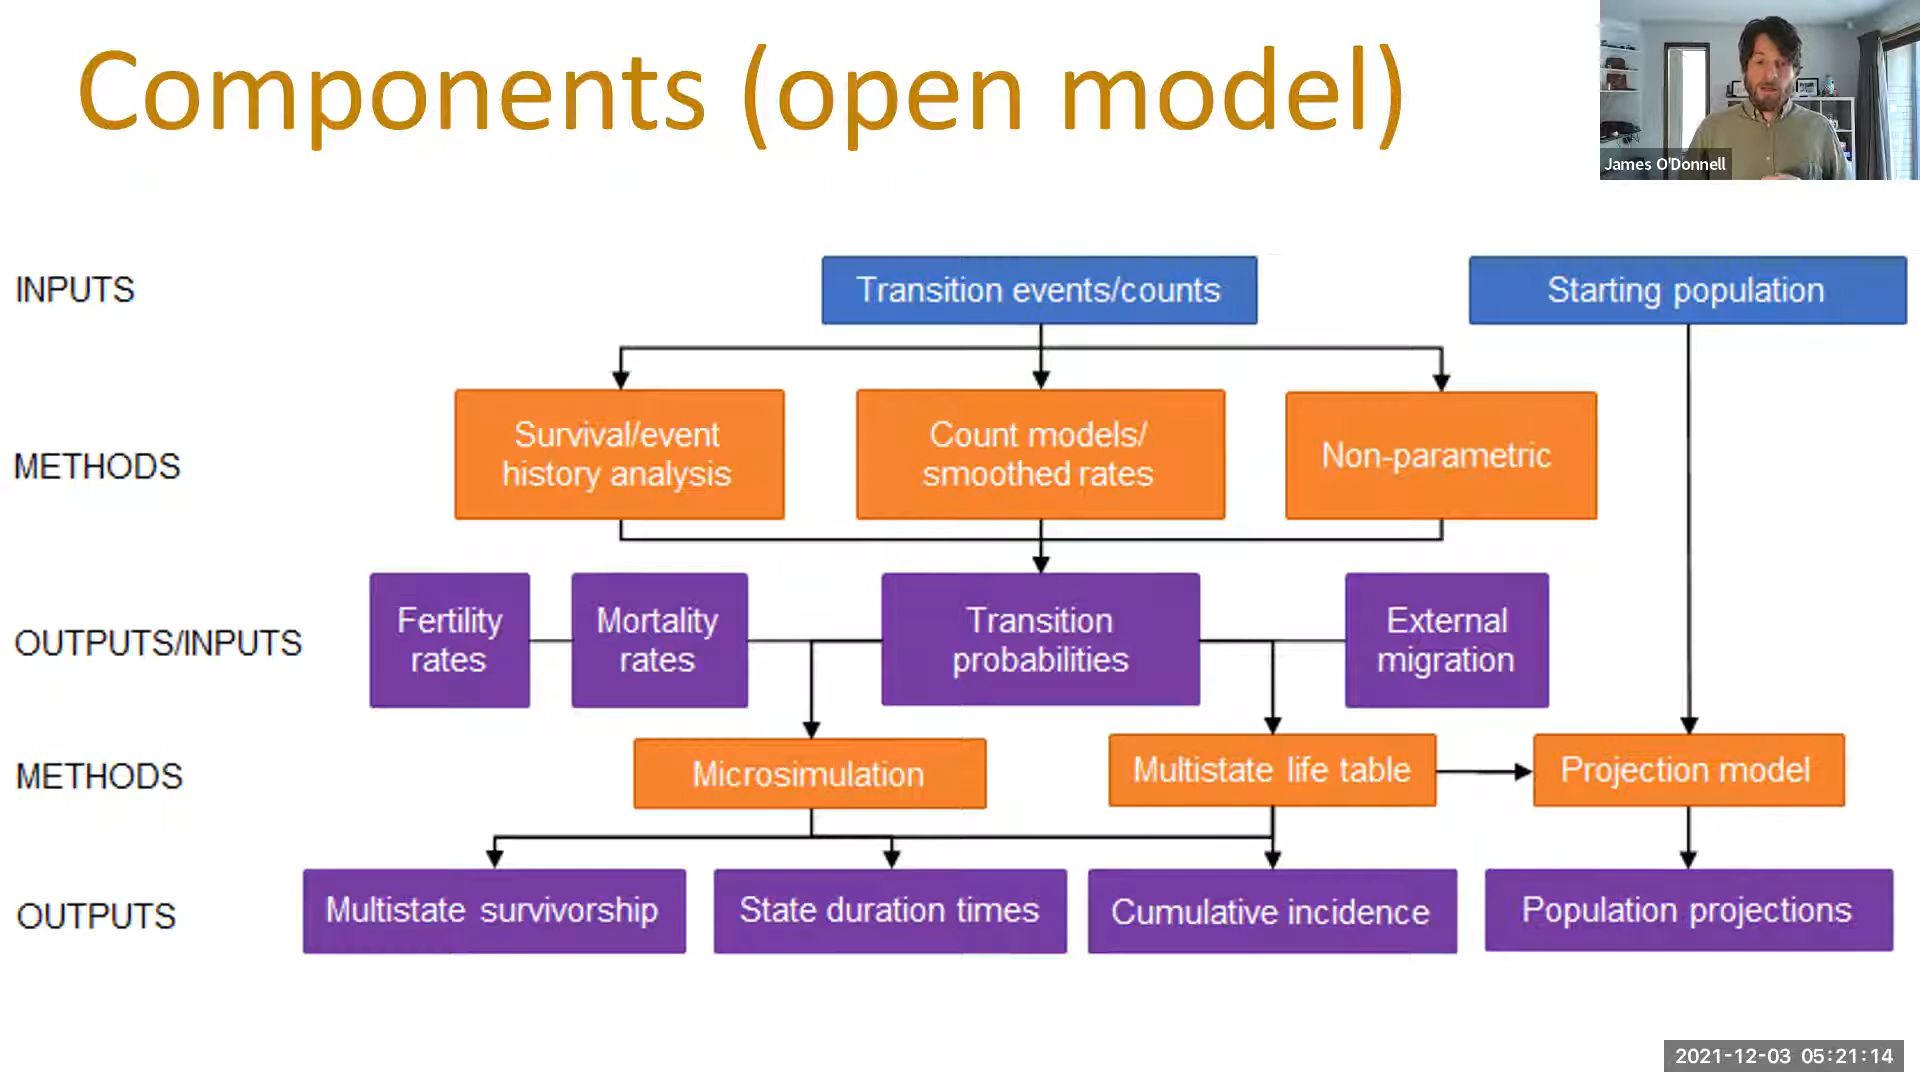 Components (open model)
James O'Donnell
INPUTS
Transition events/counts
Starting population
METHODS
Survival/event
history analysis
Count models/
smoothed rates
Non-parametric
OUTPUTS/INPUTS
Fertility
rates
Mortality
rates
Transition
probabilities
External
migration
METHODS
Microsimulation
Multistate life table
Projection model
OUTPUTS
Multistate survivorship
State duration times
Cumulative incidence
Population projections
2021-12-03 05:21:14